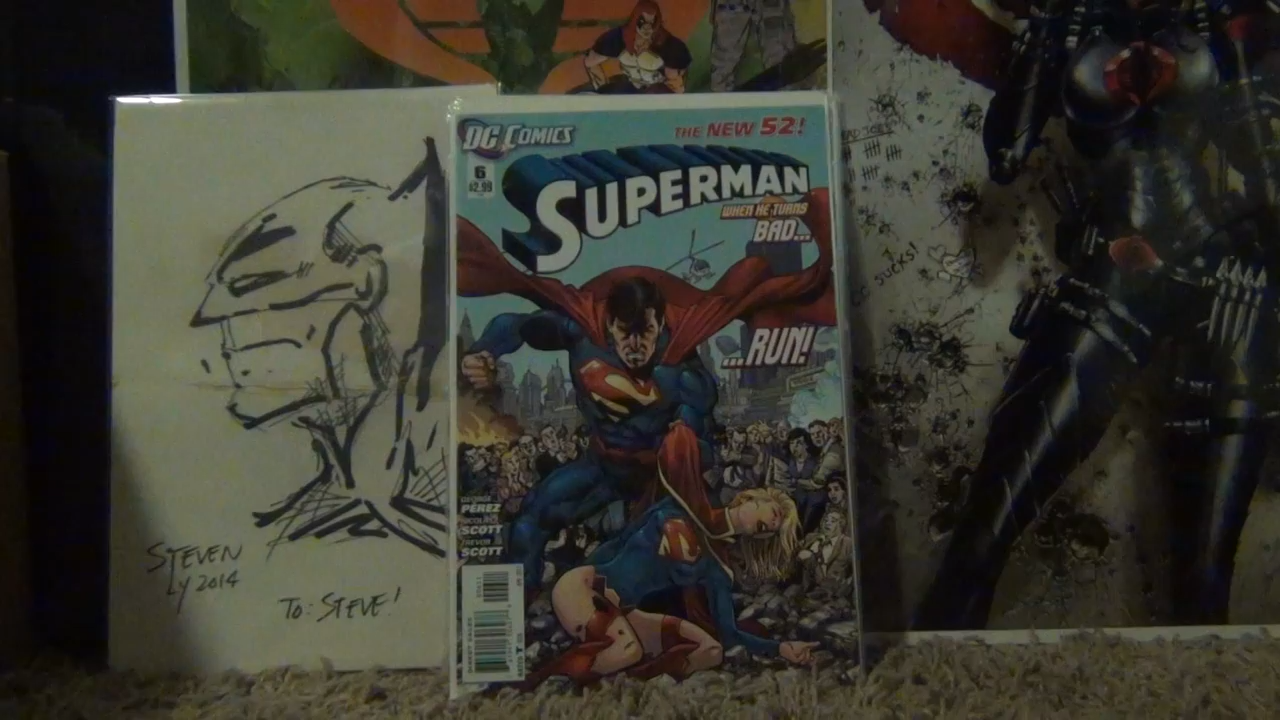 DC COMICS
THE NEW 52!
6
$2.99
SUPERMAN
WHEN HE TURNS
BAD...
...RUN!
GEORGE
PÉREZ
NICOLA
SCOTT
TREVOR
SCOTT
STEVEN
LY 2014
TO: STEVE!
SUCKS!